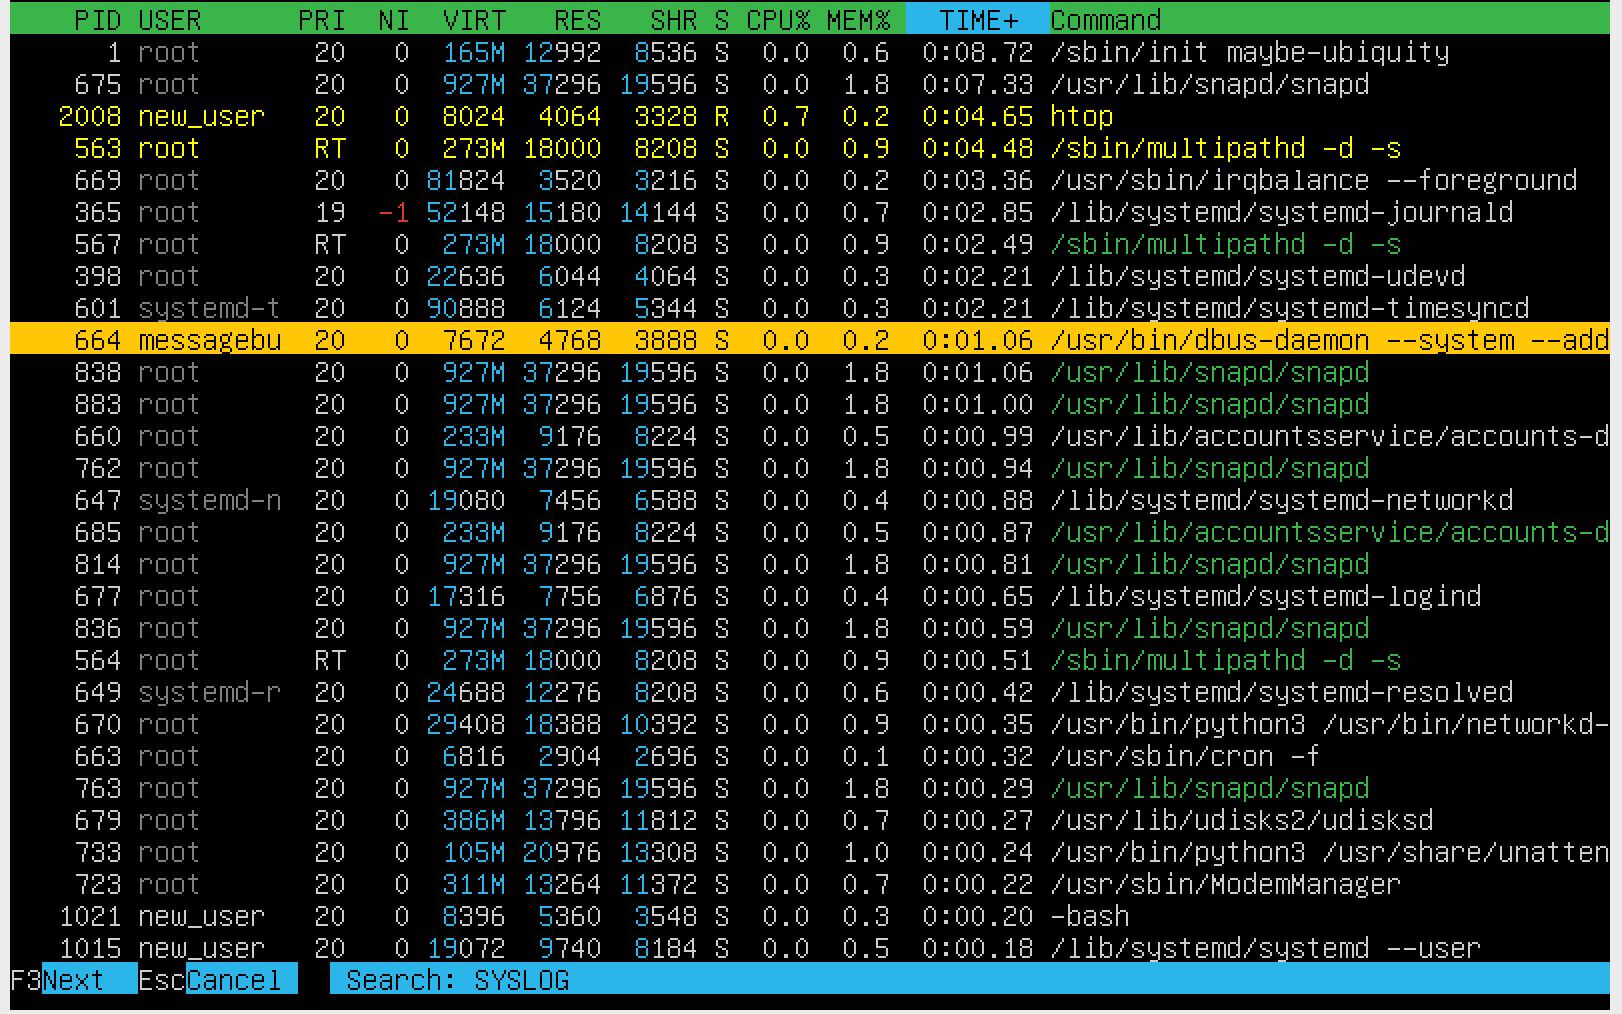 PID USER PRI NI VIRT RES SHR S CPU% MEM% TIME+ Command
1 root 20 0 165M 12992 8536 S 0.0 0.6 0:08.72 /sbin/init maybe-ubiquity
675 root 20 0 927M 37296 19596 S 0.0 1.8 0:07.33 /usr/lib/snapd/snapd
2008 new_user 20 0 8024 4064 3328 R 0.7 0.2 0:04.65 htop
563 root RT 0 273M 18000 8208 S 0.0 0.9 0:04.48 /sbin/multipathd -d -s
669 root 20 0 81824 3520 3216 S 0.0 0.2 0:03.36 /usr/sbin/irqbalance --foreground
365 root 19 -1 52148 15180 14144 S 0.0 0.7 0:02.85 /lib/systemd/systemd-journald
567 root RT 0 273M 18000 8208 S 0.0 0.9 0:02.49 /sbin/multipathd -d -s
398 root 20 0 22636 6044 4064 S 0.0 0.3 0:02.21 /lib/systemd/systemd-udevd
601 systemd-t 20 0 90888 6124 5344 S 0.0 0.3 0:02.21 /lib/systemd/systemd-timesyncd
664 messagebu 20 0 7672 4768 3888 S 0.0 0.2 0:01.06 /usr/bin/dbus-daemon --system --add
838 root 20 0 927M 37296 19596 S 0.0 1.8 0:01.06 /usr/lib/snapd/snapd
883 root 20 0 927M 37296 19596 S 0.0 1.8 0:01.00 /usr/lib/snapd/snapd
660 root 20 0 233M 9176 8224 S 0.0 0.5 0:00.99 /usr/lib/accountsservice/accounts-d
762 root 20 0 927M 37296 19596 S 0.0 1.8 0:00.94 /usr/lib/snapd/snapd
647 systemd-n 20 0 19080 7456 6588 S 0.0 0.4 0:00.88 /lib/systemd/systemd-networkd
685 root 20 0 233M 9176 8224 S 0.0 0.5 0:00.87 /usr/lib/accountsservice/accounts-d
814 root 20 0 927M 37296 19596 S 0.0 1.8 0:00.81 /usr/lib/snapd/snapd
677 root 20 0 17316 7756 6876 S 0.0 0.4 0:00.65 /lib/systemd/systemd-logind
836 root 20 0 927M 37296 19596 S 0.0 1.8 0:00.59 /usr/lib/snapd/snapd
564 root RT 0 273M 18000 8208 S 0.0 0.9 0:00.51 /sbin/multipathd -d -s
649 systemd-r 20 0 24688 12276 8208 S 0.0 0.6 0:00.42 /lib/systemd/systemd-resolved
670 root 20 0 29408 18388 10392 S 0.0 0.9 0:00.35 /usr/bin/python3 /usr/bin/networkd-
663 root 20 0 6816 2904 2696 S 0.0 0.1 0:00.32 /usr/sbin/cron -f
763 root 20 0 927M 37296 19596 S 0.0 1.8 0:00.29 /usr/lib/snapd/snapd
679 root 20 0 386M 13796 11812 S 0.0 0.7 0:00.27 /usr/lib/udisks2/udisksd
733 root 20 0 105M 20976 13308 S 0.0 1.0 0:00.24 /usr/bin/python3 /usr/share/unatten
723 root 20 0 311M 13264 11372 S 0.0 0.7 0:00.22 /usr/sbin/ModemManager
1021 new_user 20 0 8396 5360 3548 S 0.0 0.3 0:00.20 -bash
1015 new_user 20 0 19072 9740 8184 S 0.0 0.5 0:00.18 /lib/systemd/systemd --user
F3Next EscCancel Search: SYSLOG